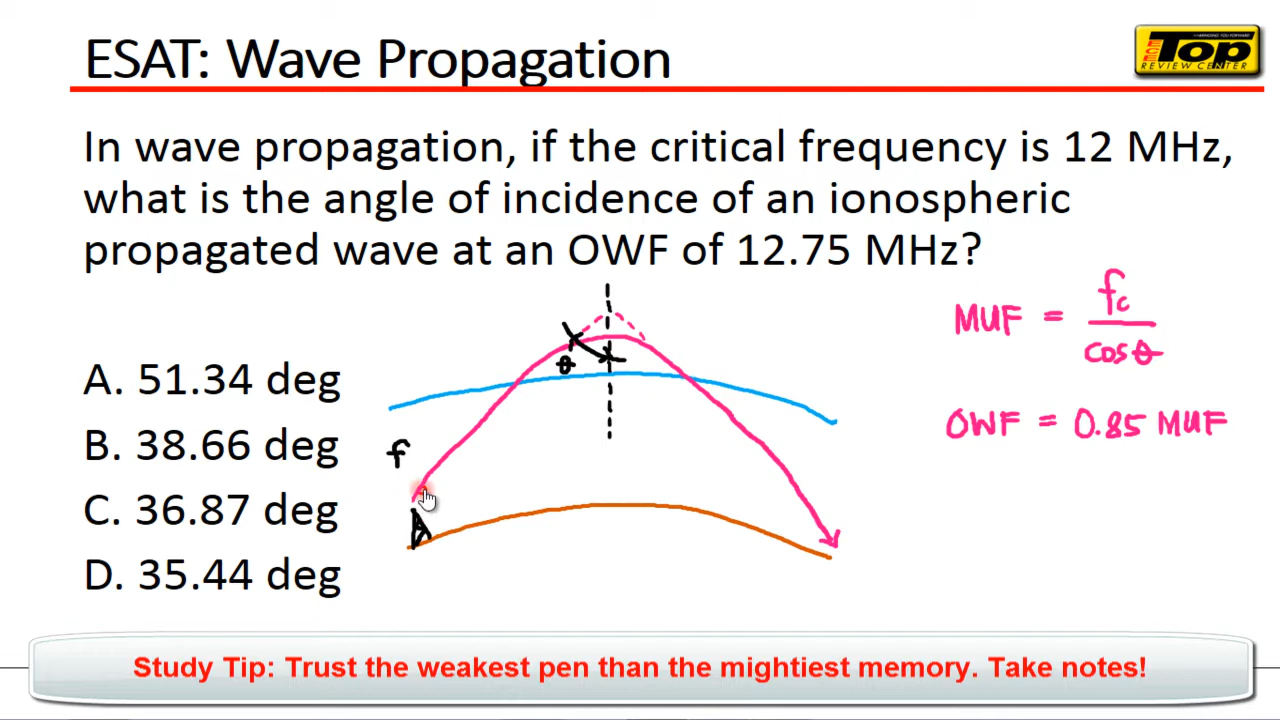 ESAT: Wave Propagation
ECE Top
REVIEW CENTER
In wave propagation, if the critical frequency is 12 MHz,
what is the angle of incidence of an ionospheric
propagated wave at an OWF of 12.75 MHz?
A. 51.34 deg
B. 38.66 deg
C. 36.87 deg
D. 35.44 deg
θ
f
MUF = fc
cosθ
OWF = 0.85 MUF
Study Tip: Trust the weakest pen than the mightiest memory. Take notes!